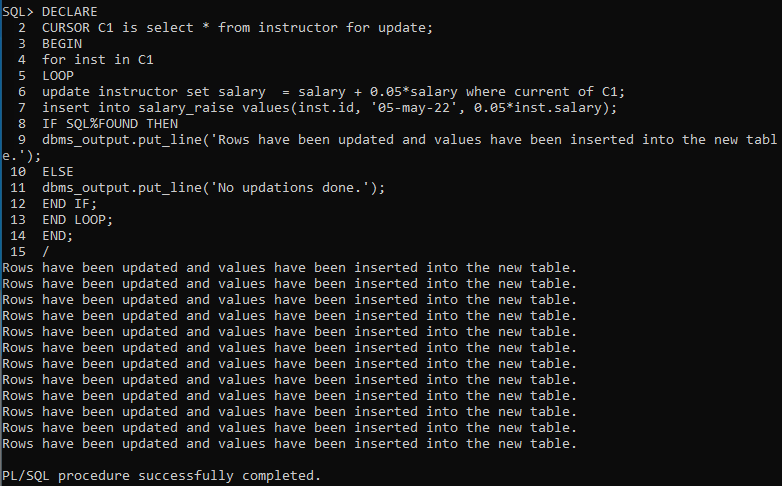 SQL> DECLARE
  2  CURSOR C1 is select * from instructor for update;
  3  BEGIN
  4  for inst in C1
  5  LOOP
  6  update instructor set salary  = salary + 0.05*salary where current of C1;
  7  insert into salary_raise values(inst.id, '05-may-22', 0.05*inst.salary);
  8  IF SQL%FOUND THEN
  9  dbms_output.put_line('Rows have been updated and values have been inserted into the new tabl
e.');
 10  ELSE
 11  dbms_output.put_line('No updations done.');
 12  END IF;
 13  END LOOP;
 14  END;
 15  /
Rows have been updated and values have been inserted into the new table.
Rows have been updated and values have been inserted into the new table.
Rows have been updated and values have been inserted into the new table.
Rows have been updated and values have been inserted into the new table.
Rows have been updated and values have been inserted into the new table.
Rows have been updated and values have been inserted into the new table.
Rows have been updated and values have been inserted into the new table.
Rows have been updated and values have been inserted into the new table.
Rows have been updated and values have been inserted into the new table.
Rows have been updated and values have been inserted into the new table.
Rows have been updated and values have been inserted into the new table.
Rows have been updated and values have been inserted into the new table.

PL/SQL procedure successfully completed.